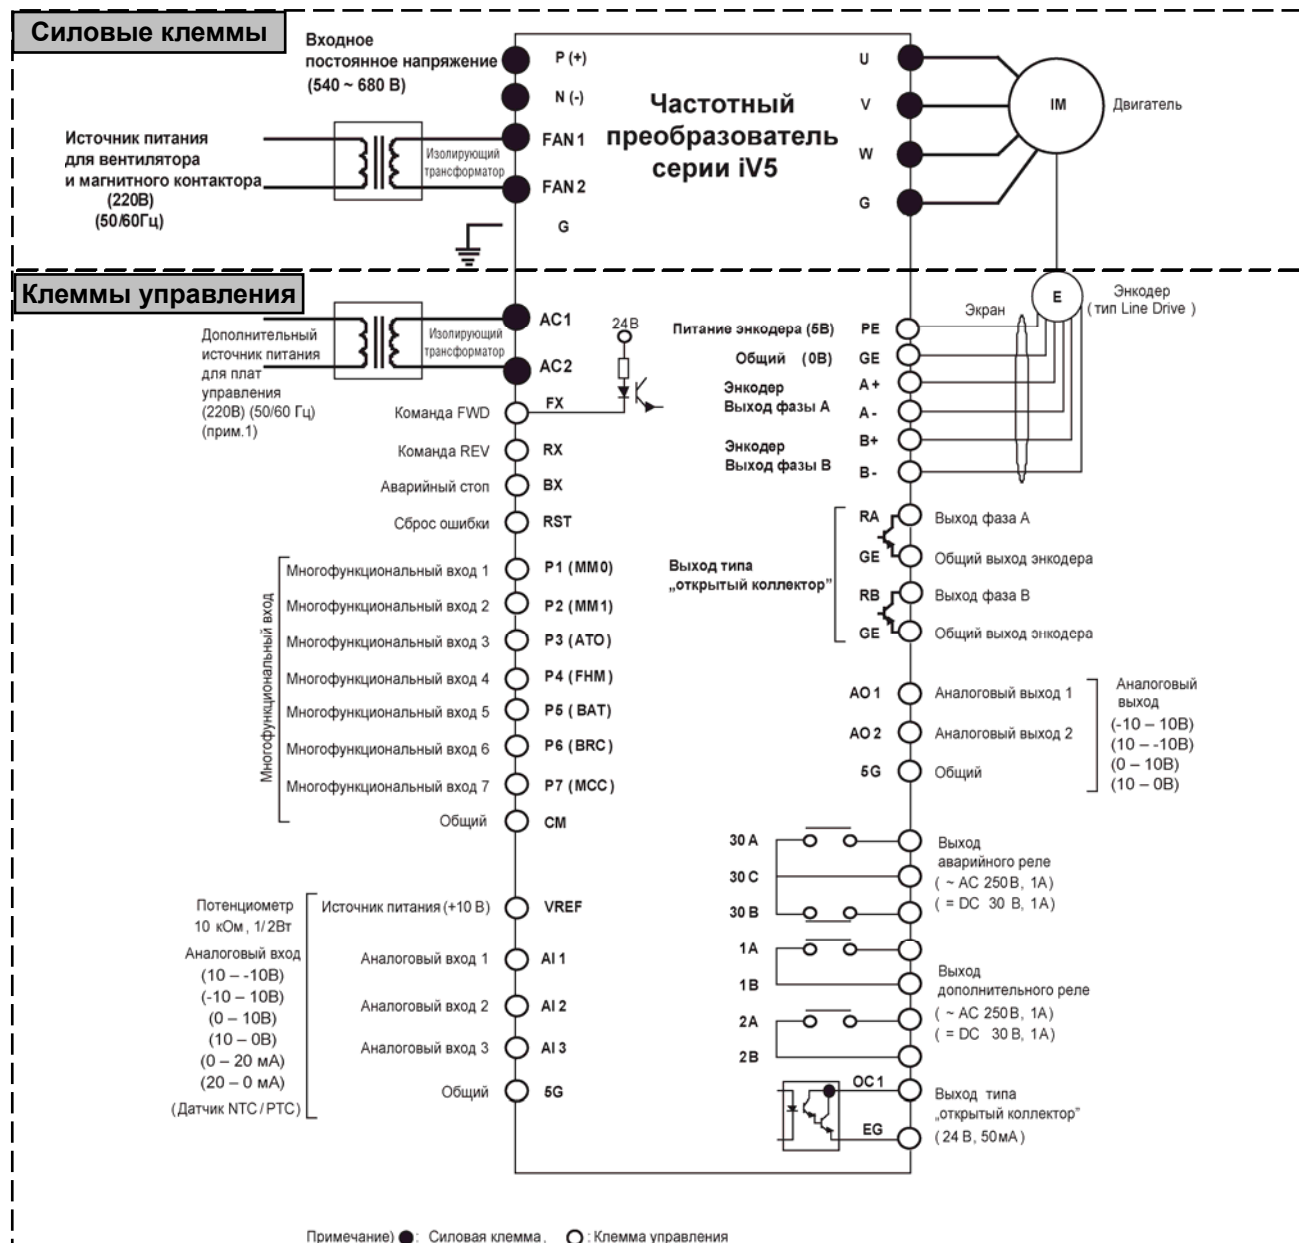 Силовые клеммы
Входное
постоянное напряжение
(540 ~ 680 В)
P (+)
N (-)
FAN 1
FAN 2
G
Источник питания
для вентилятора
и магнитного контактора
(220В)
(50/60Гц)
Изолирующий
трансформатор
Частотный
преобразователь
серии iV5
U
V
W
G
IM
Двигатель
Клеммы управления
Дополнительный
источник питания
для плат
управления
(220В) (50/60 Гц)
(прим.1)
Изолирующий
трансформатор
AC1
AC2
24В
Команда FWD
FX
Команда REV
RX
Аварийный стоп
BX
Сброс ошибки
RST
Многофункциональный вход
Многофункциональный вход 1
P1 (MM0)
Многофункциональный вход 2
P2 (MM1)
Многофункциональный вход 3
P3 (ATO)
Многофункциональный вход 4
P4 (FHM)
Многофункциональный вход 5
P5 ( BAT)
Многофункциональный вход 6
P6 (BRC)
Многофункциональный вход 7
P7 (MCC)
Общий
CM
Потенциометр
10 кОм, 1/2Вт
Аналоговый вход
(10 – -10В)
(-10 – 10В)
(0 – 10В)
(10 – 0В)
(0 – 20 мА)
(20 – 0 мА)
(Датчик NTC/PTC)
Источник питания (+10 В)
VREF
Аналоговый вход 1
AI 1
Аналоговый вход 2
AI 2
Аналоговый вход 3
AI 3
Общий
5G
E
Энкодер
( тип Line Drive )
Экран
Питание энкодера (5В)
PE
Общий (0В)
GE
Энкодер
Выход фазы А
A +
A -
Энкодер
Выход фазы В
B+
B -
Выход типа
„открытый коллектор”
RA
Выход фаза А
GE
Общий выход энкодера
RB
Выход фаза В
GE
Общий выход энкодера
AO 1
Аналоговый выход 1
AO 2
Аналоговый выход 2
5G
Общий
Аналоговый
выход
(-10 – 10В)
(10 – -10В)
(0 – 10В)
(10 – 0В)
30 A
30 C
30 B
Выход
аварийного реле
( ~ AC 250 В, 1А)
( = DC 30 В, 1А)
1A
1B
2A
2B
Выход
дополнительного реле
( ~ AC 250 В, 1А)
( = DC 30 В, 1А)
OC 1
EG
Выход типа
„открытый коллектор”
( 24 В, 50мА )
Примечание) ●: Силовая клемма, ○: Клемма управления